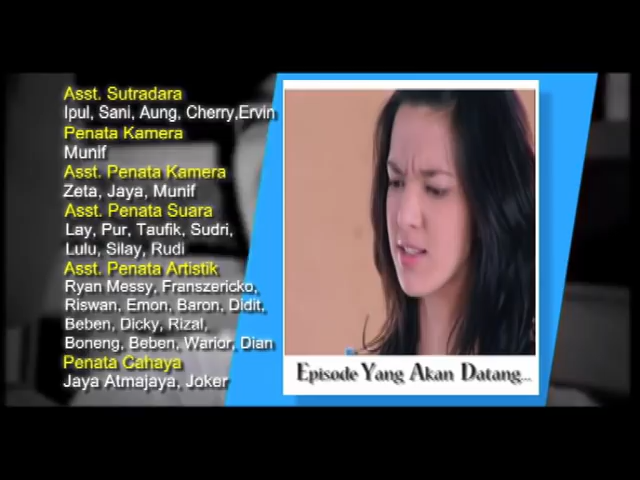 Asst. Sutradara
Ipul, Sani, Aung, Cherry,Ervin
Penata Kamera
Munif
Asst. Penata Kamera
Zeta, Jaya, Munif
Asst. Penata Suara
Lay, Pur, Taufik, Sudri,
Lulu, Silay, Rudi
Asst. Penata Artistik
Ryan Messy, Franszericko,
Riswan, Emon, Baron, Didit,
Beben, Dicky, Rizal,
Boneng, Beben, Warior, Dian
Penata Cahaya
Jaya Atmajaya, Joker
Episode Yang Akan Datang...